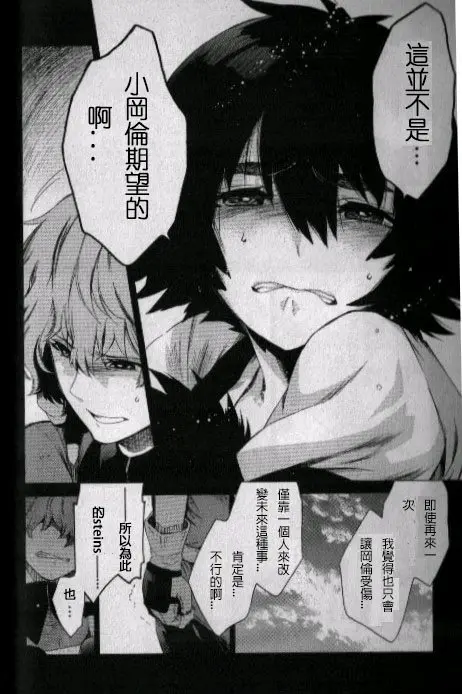 這並不是…
小岡倫期望的
啊…
即使再來一
次
我覺得也只會
讓岡倫受傷…
僅靠一個人來改
變未來這種事…
肯定是…
不行的啊…
所以為此
的steins…
也…